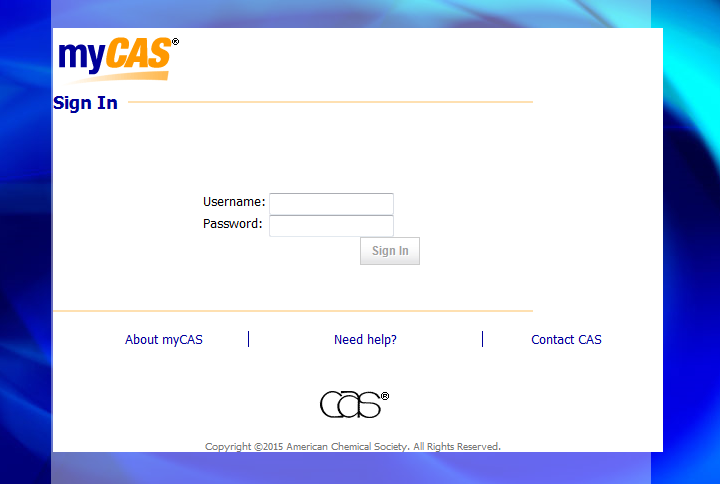 myCAS®
Sign In
Username:
Password:
Sign In
About myCAS Need help? Contact CAS
cas®
Copyright ©2015 American Chemical Society. All Rights Reserved.